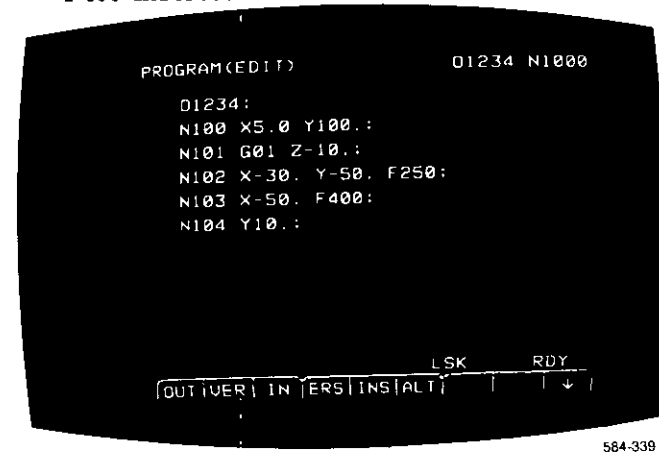 PROGRAM(EDIT) O1234 N1000
O1234;
N100 X5.0 Y100.;
N101 G01 Z-10.;
N102 X-30. Y-50. F250;
N103 X-50. F400;
N104 Y10.;
LSK RDY
OUT VER IN ERS INS ALT ↓
584-339